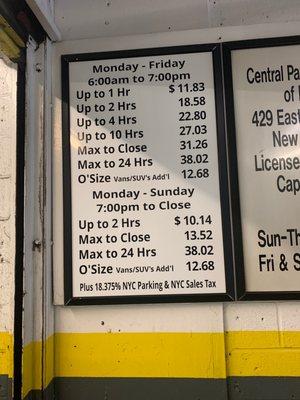 Monday - Friday
6:00am to 7:00pm
Up to 1 Hr $ 11.83
Up to 2 Hrs 18.58
Up to 4 Hrs 22.80
Up to 10 Hrs 27.03
Max to Close 31.26
Max to 24 Hrs 38.02
O'Size Vans/SUV's Add'l 12.68
Monday - Sunday
7:00pm to Close
Up to 2 Hrs $ 10.14
Max to Close 13.52
Max to 24 Hrs 38.02
O'Size Vans/SUV's Add'l 12.68
Plus 18.375% NYC Parking & NYC Sales Tax
Central Pa
of
429 East
New
License
Cap
Sun-Th
Fri & S